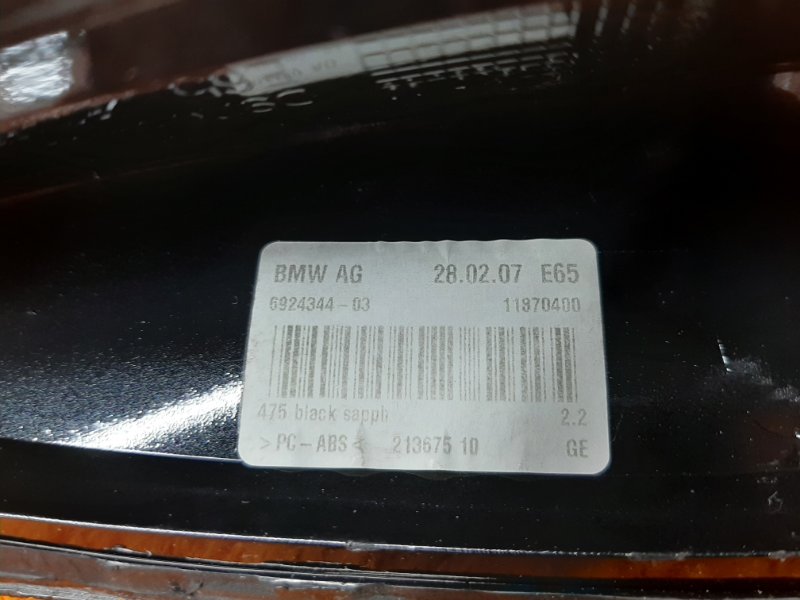 BMW AG 28.02.07 E65
6924344-03 11870400
475 black sapph 2.2
>PC-ABS< 213675 10 GE